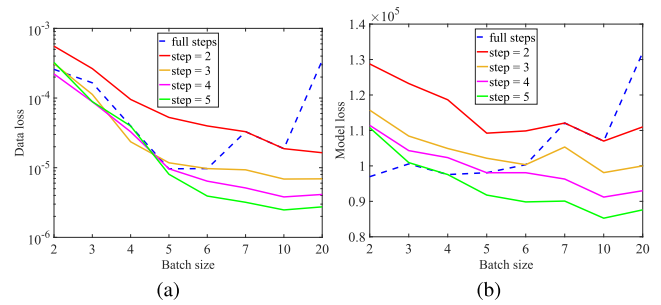 10⁻³
10⁻⁴
10⁻⁵
10⁻⁶
Data loss
full steps
step = 2
step = 3
step = 4
step = 5
2 3 4 5 6 7 10 20
Batch size
(a)
×10⁵
1.4
1.3
1.2
1.1
1
0.9
0.8
Model loss
full steps
step = 2
step = 3
step = 4
step = 5
2 3 4 5 6 7 10 20
Batch size
(b)